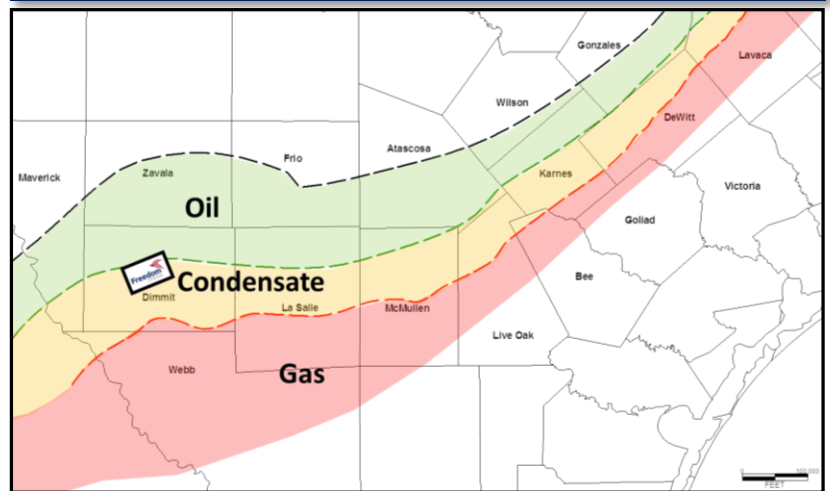 Gonzales
Lavaca
Wilson
DeWitt
Atascosa
Frio
Zavala
Maverick
Karnes
Victoria
Oil
Goliad
Freedom
Bee
Condensate
Dimmit
La Salle
McMullen
Live Oak
Webb
Gas
FEET